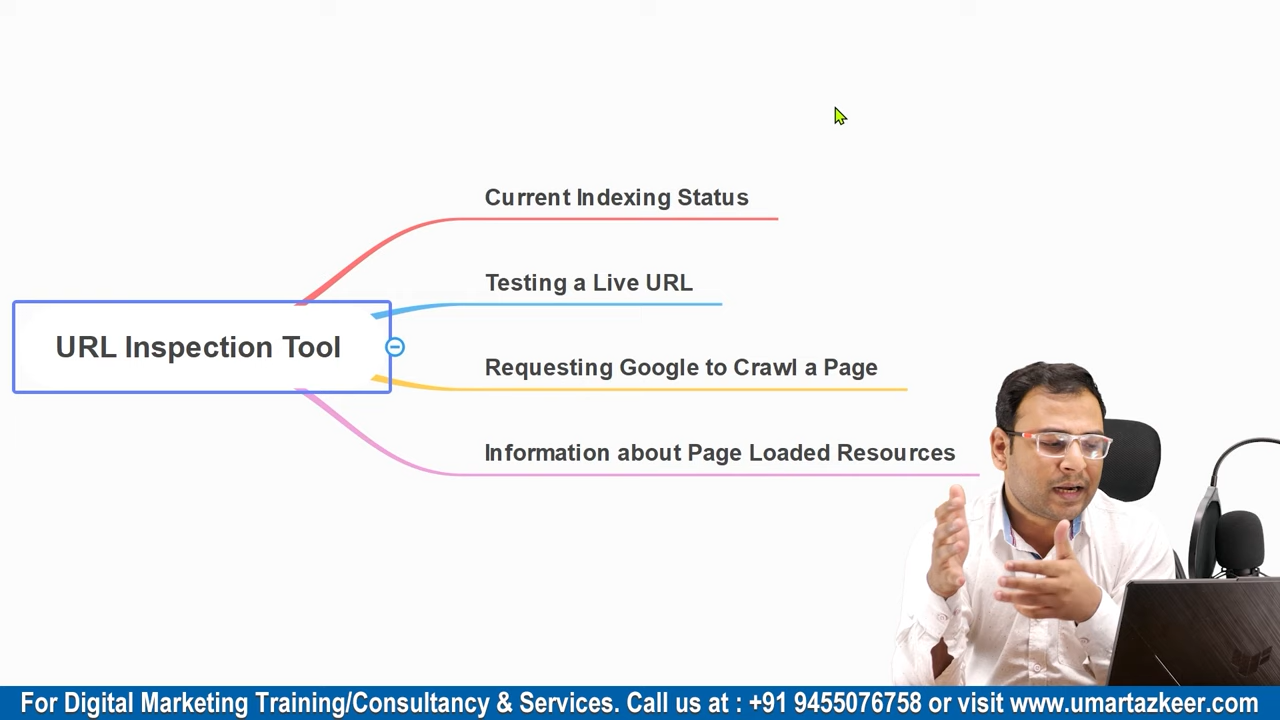 Current Indexing Status
Testing a Live URL
URL Inspection Tool
Requesting Google to Crawl a Page
Information about Page Loaded Resources
For Digital Marketing Training/Consultancy & Services. Call us at : +91 9455076758 or visit www.umartazkeer.com